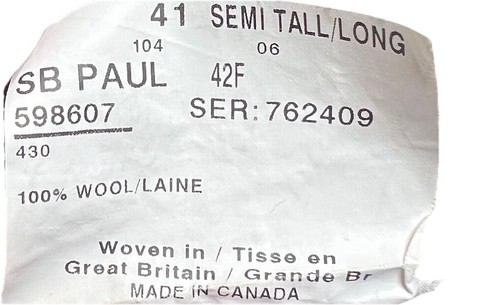 41 SEMI TALL/LONG
104 06
SB PAUL 42F
598607 SER: 762409
430
100% WOOL/LAINE
Woven in / Tisse en
Great Britain / Grande Br
MADE IN CANADA